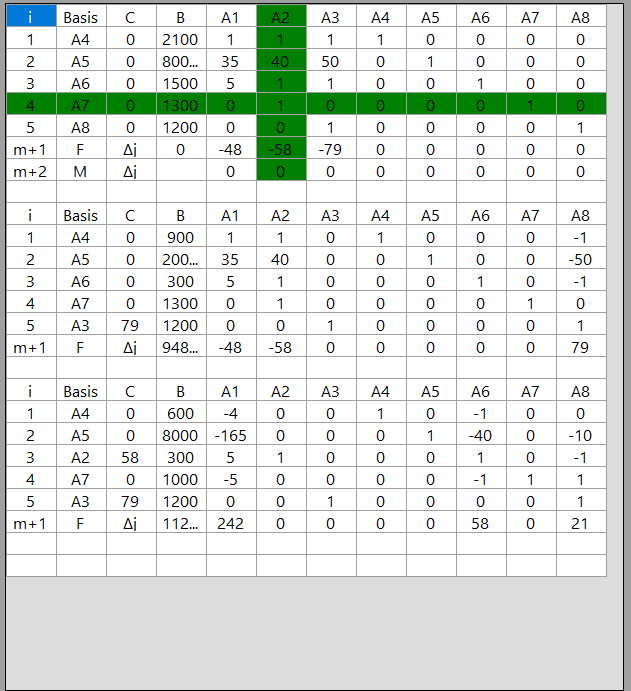 i Basis C B A1 A2 A3 A4 A5 A6 A7 A8
1 A4 0 2100 1 1 1 1 0 0 0 0
2 A5 0 800... 35 40 50 0 1 0 0 0
3 A6 0 1500 5 1 1 0 0 1 0 0
4 A7 0 1300 0 1 0 0 0 0 1 0
5 A8 0 1200 0 0 1 0 0 0 0 1
m+1 F Δj 0 -48 -58 -79 0 0 0 0 0
m+2 M Δj 0 0 0 0 0 0 0 0
i Basis C B A1 A2 A3 A4 A5 A6 A7 A8
1 A4 0 900 1 1 0 1 0 0 0 -1
2 A5 0 200... 35 40 0 0 1 0 0 -50
3 A6 0 300 5 1 0 0 0 1 0 -1
4 A7 0 1300 0 1 0 0 0 0 1 0
5 A3 79 1200 0 0 1 0 0 0 0 1
m+1 F Δj 948... -48 -58 0 0 0 0 0 79
i Basis C B A1 A2 A3 A4 A5 A6 A7 A8
1 A4 0 600 -4 0 0 1 0 -1 0 0
2 A5 0 8000 -165 0 0 0 1 -40 0 -10
3 A2 58 300 5 1 0 0 0 1 0 -1
4 A7 0 1000 -5 0 0 0 0 -1 1 1
5 A3 79 1200 0 0 1 0 0 0 0 1
m+1 F Δj 112... 242 0 0 0 0 58 0 21